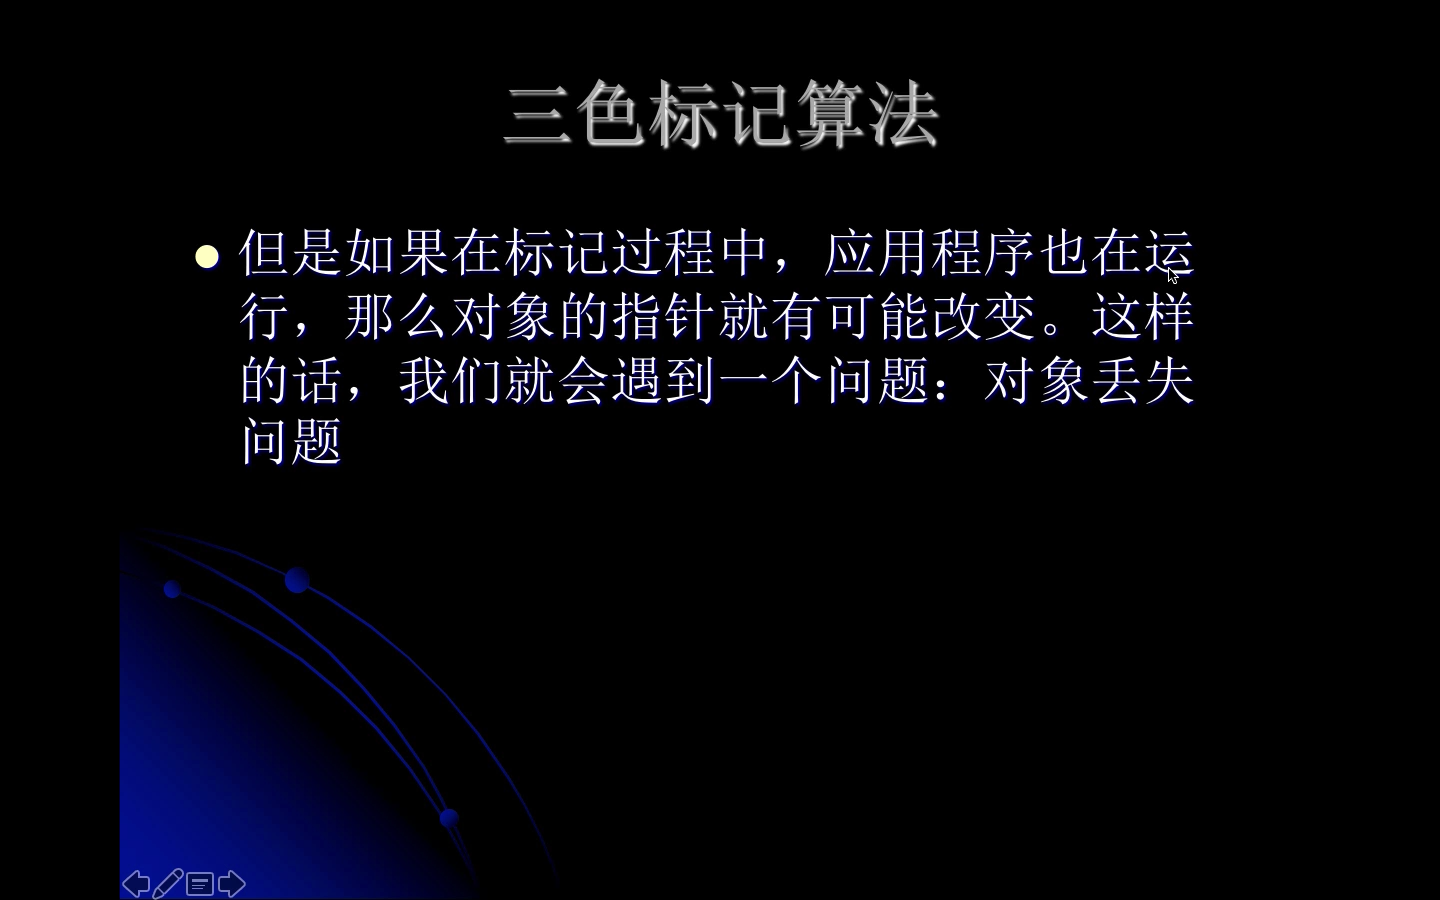 三色标记算法
但是如果在标记过程中，应用程序也在运
行，那么对象的指针就有可能改变。这样
的话，我们就会遇到一个问题：对象丢失
问题